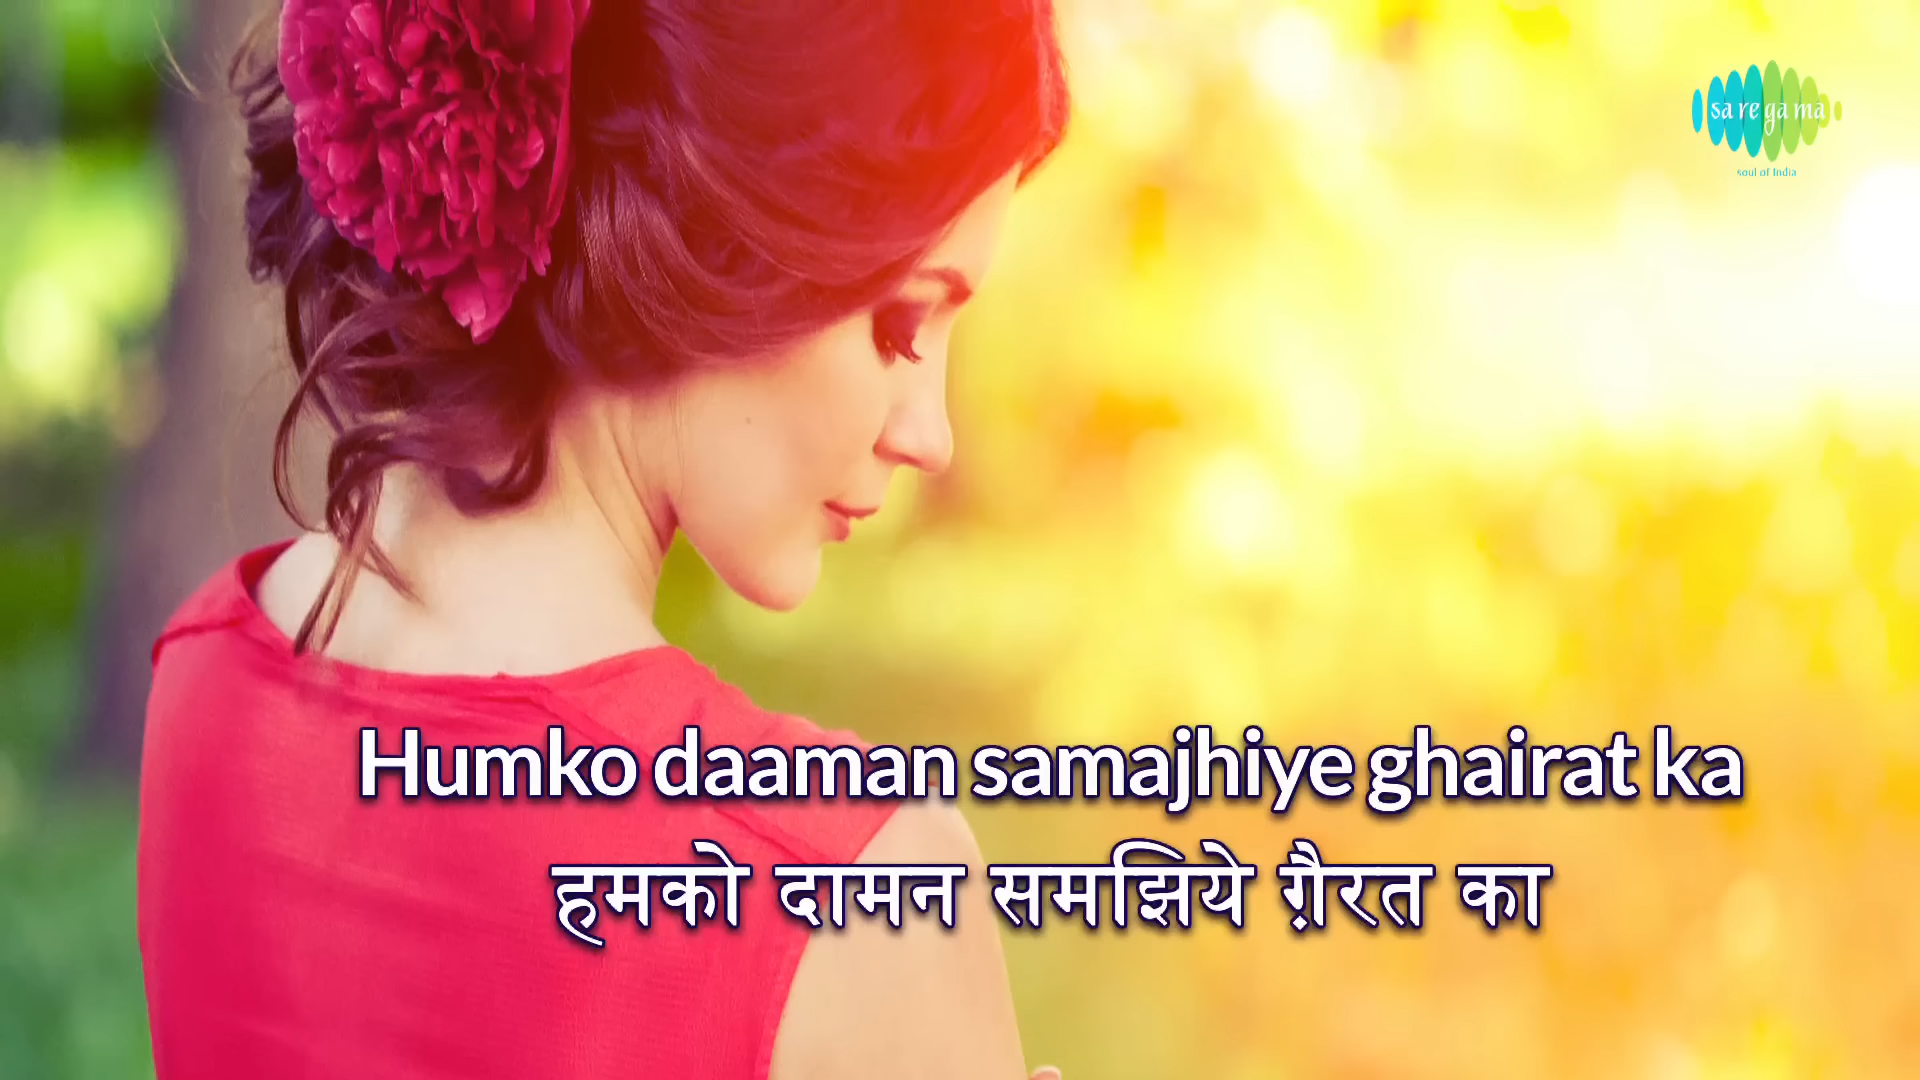 sa re ga ma
soul of India
Humko daaman samajhiye ghairat ka
हमको दामन समझिये ग़ैरत का